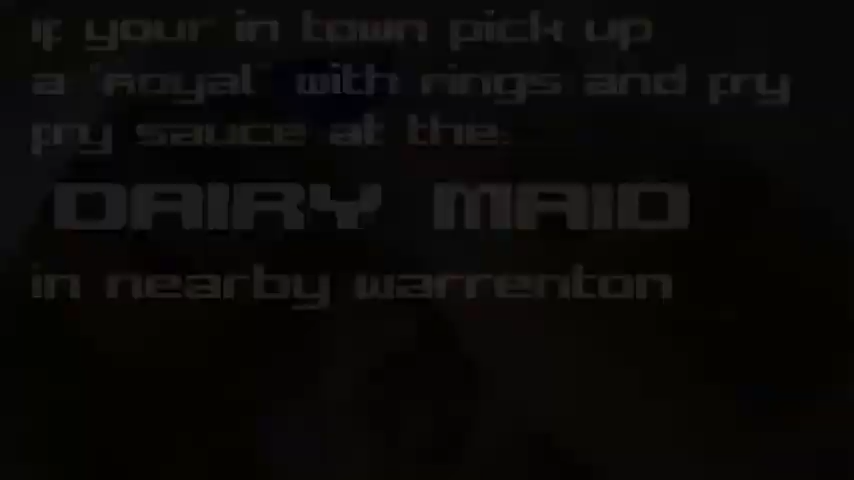 if your in town pick up
a "Royal" with rings and fry
fry sauce at the:
DAIRY MAID
in nearby warrenton